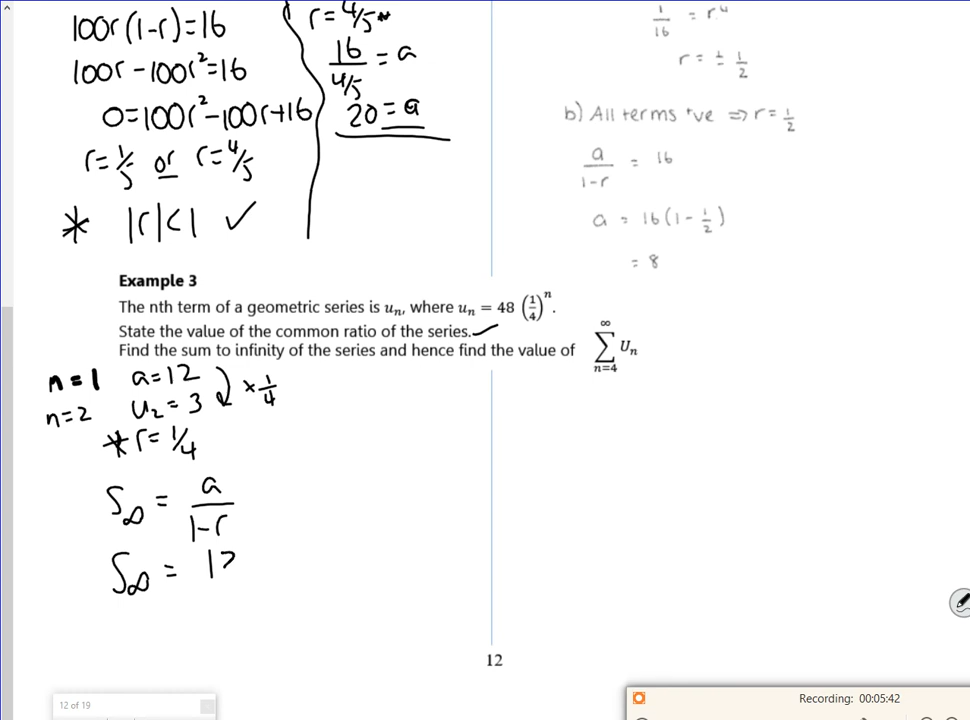 100r(1-r)=16
100r-100r²=16
0=100r²-100r+16
r=1/5 or r=4/5
* |r|<1 ✓
r=4/5
16/4/5 = a
20 = a
1/16 = r⁴
r = ± 1/2
b) All terms +ve ⇒ r=1/2
a/1-r = 16
a = 16(1-1/2)
= 8
Example 3
The nth term of a geometric series is uₙ, where uₙ = 48 (1/4)ⁿ.
State the value of the common ratio of the series. ✓
Find the sum to infinity of the series and hence find the value of ∞ ∑ n=4 Uₙ
n=1 a=12
n=2 u₂=3 ×1/4
* r=1/4
S∞ = a/1-r
S∞ = 12
12
12 of 19
Recording: 00:05:42